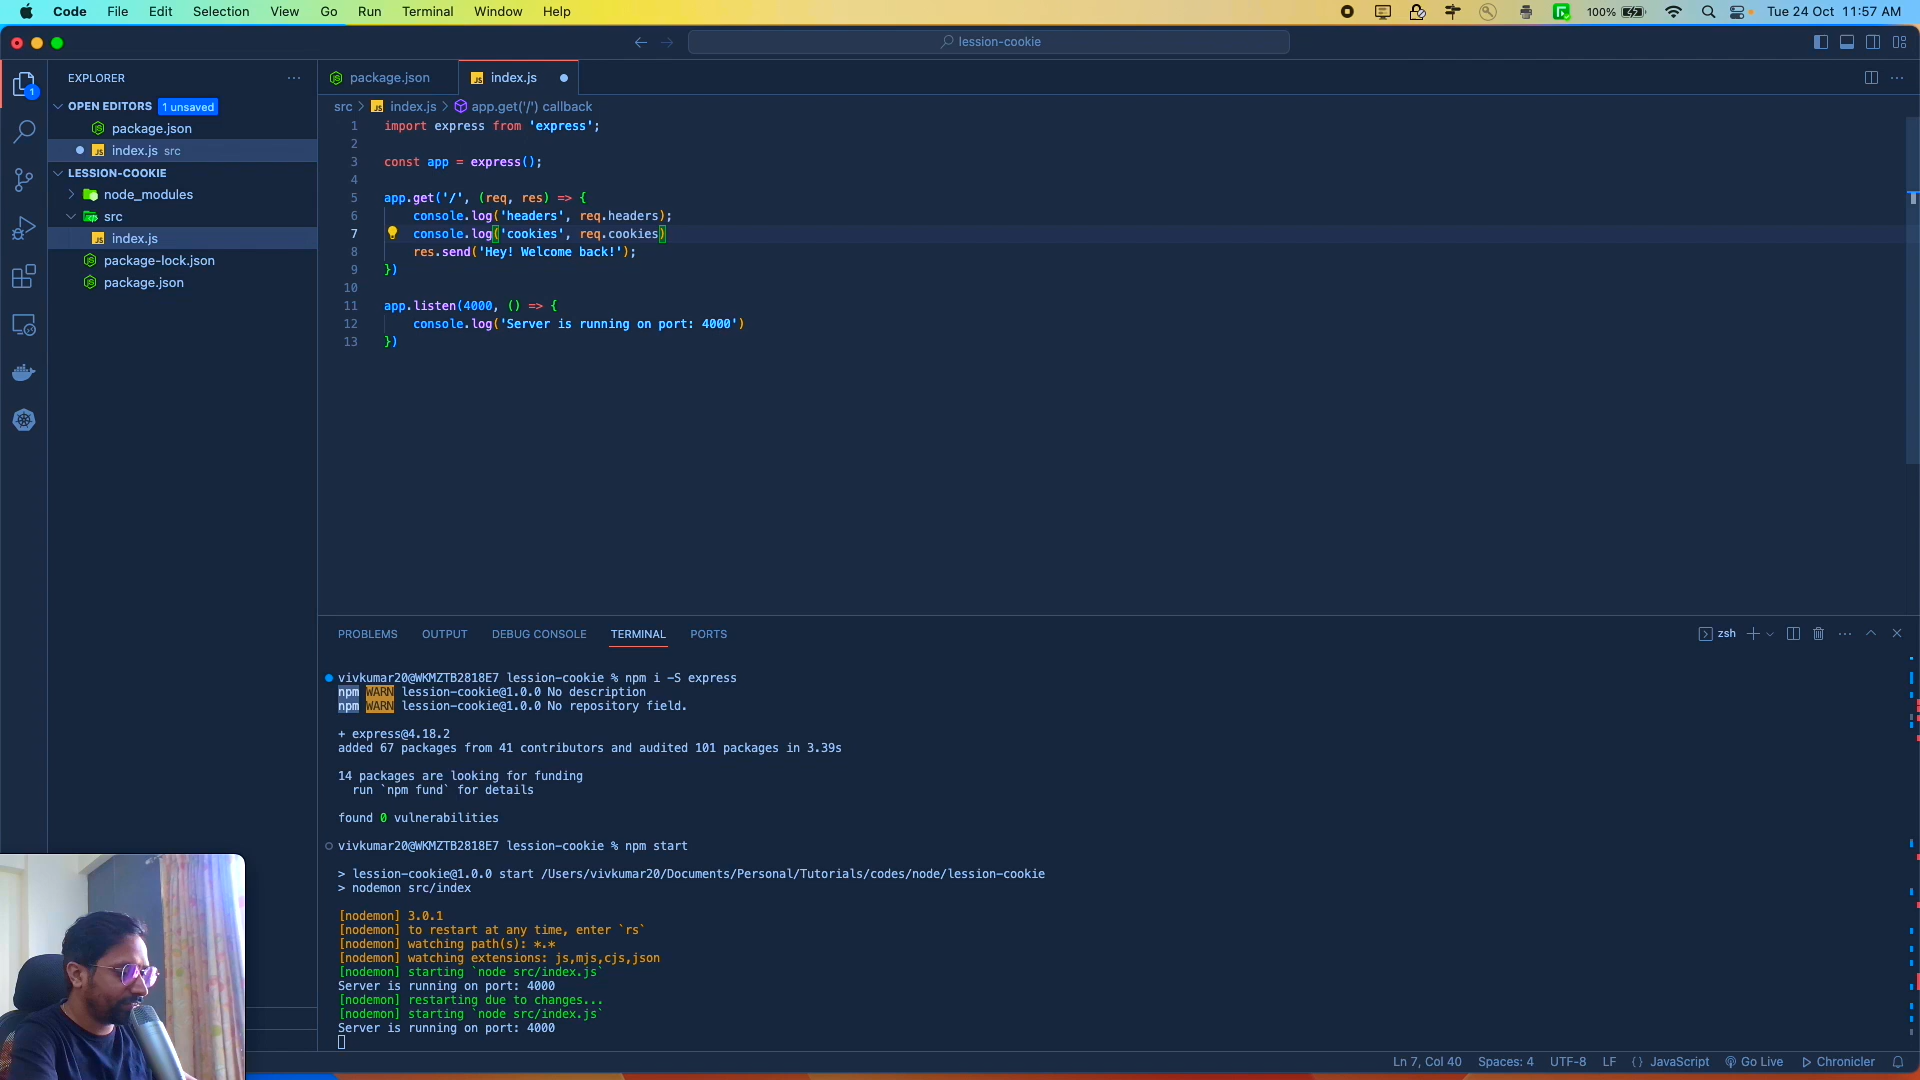 Code File Edit Selection View Go Run Terminal Window Help 100% Tue 24 Oct 11:57 AM
lession-cookie
EXPLORER
package.json
index.js
OPEN EDITORS 1 unsaved
src > index.js > app.get('/') callback
package.json
index.js src
LESSION-COOKIE
node_modules
src
index.js
package-lock.json
package.json
1
1 import express from 'express';
2
3 const app = express();
4
5 app.get('/', (req, res) => {
6 console.log('headers', req.headers);
7 console.log('cookies', req.cookies)
8 res.send('Hey! Welcome back!');
9 })
10
11 app.listen(4000, () => {
12 console.log('Server is running on port: 4000')
13 })
PROBLEMS OUTPUT DEBUG CONSOLE TERMINAL PORTS zsh
vivkumar20@WKMZTB2818E7 lession-cookie % npm i -S express
npm WARN lession-cookie@1.0.0 No description
npm WARN lession-cookie@1.0.0 No repository field.
+ express@4.18.2
added 67 packages from 41 contributors and audited 101 packages in 3.39s
14 packages are looking for funding
run `npm fund` for details
found 0 vulnerabilities
vivkumar20@WKMZTB2818E7 lession-cookie % npm start
> lession-cookie@1.0.0 start /Users/vivkumar20/Documents/Personal/Tutorials/codes/node/lession-cookie
> nodemon src/index
[nodemon] 3.0.1
[nodemon] to restart at any time, enter `rs`
[nodemon] watching path(s): *.*
[nodemon] watching extensions: js,mjs,cjs,json
[nodemon] starting `node src/index.js`
Server is running on port: 4000
[nodemon] restarting due to changes...
[nodemon] starting `node src/index.js`
Server is running on port: 4000
Ln 7, Col 40 Spaces: 4 UTF-8 LF {} JavaScript Go Live Chronicler